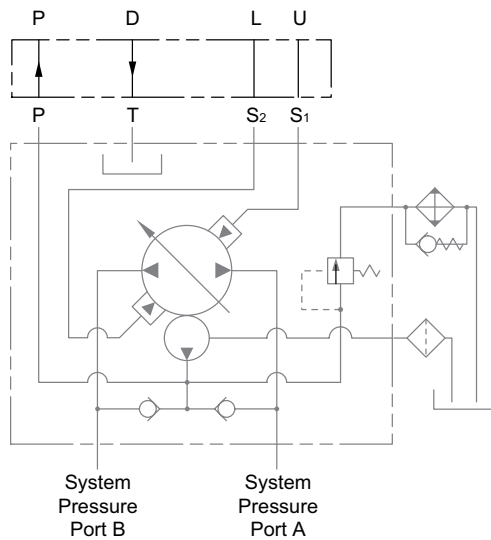 P D L U
P T S2 S1
System Pressure Port B
System Pressure Port A